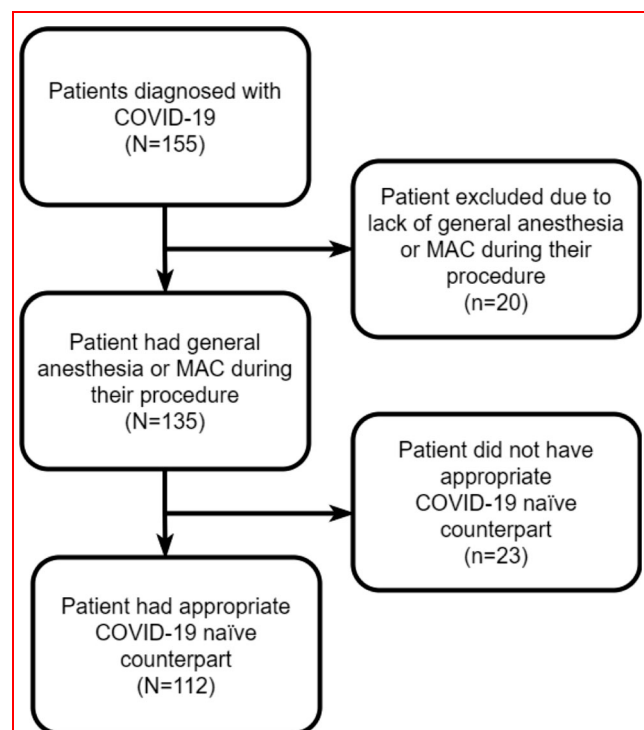 Patients diagnosed with
COVID-19
(N=155)
Patient excluded due to
lack of general anesthesia
or MAC during their
procedure
(n=20)
Patient had general
anesthesia or MAC during
their procedure
(N=135)
Patient did not have
appropriate
COVID-19 naïve
counterpart
(n=23)
Patient had appropriate
COVID-19 naïve
counterpart
(N=112)